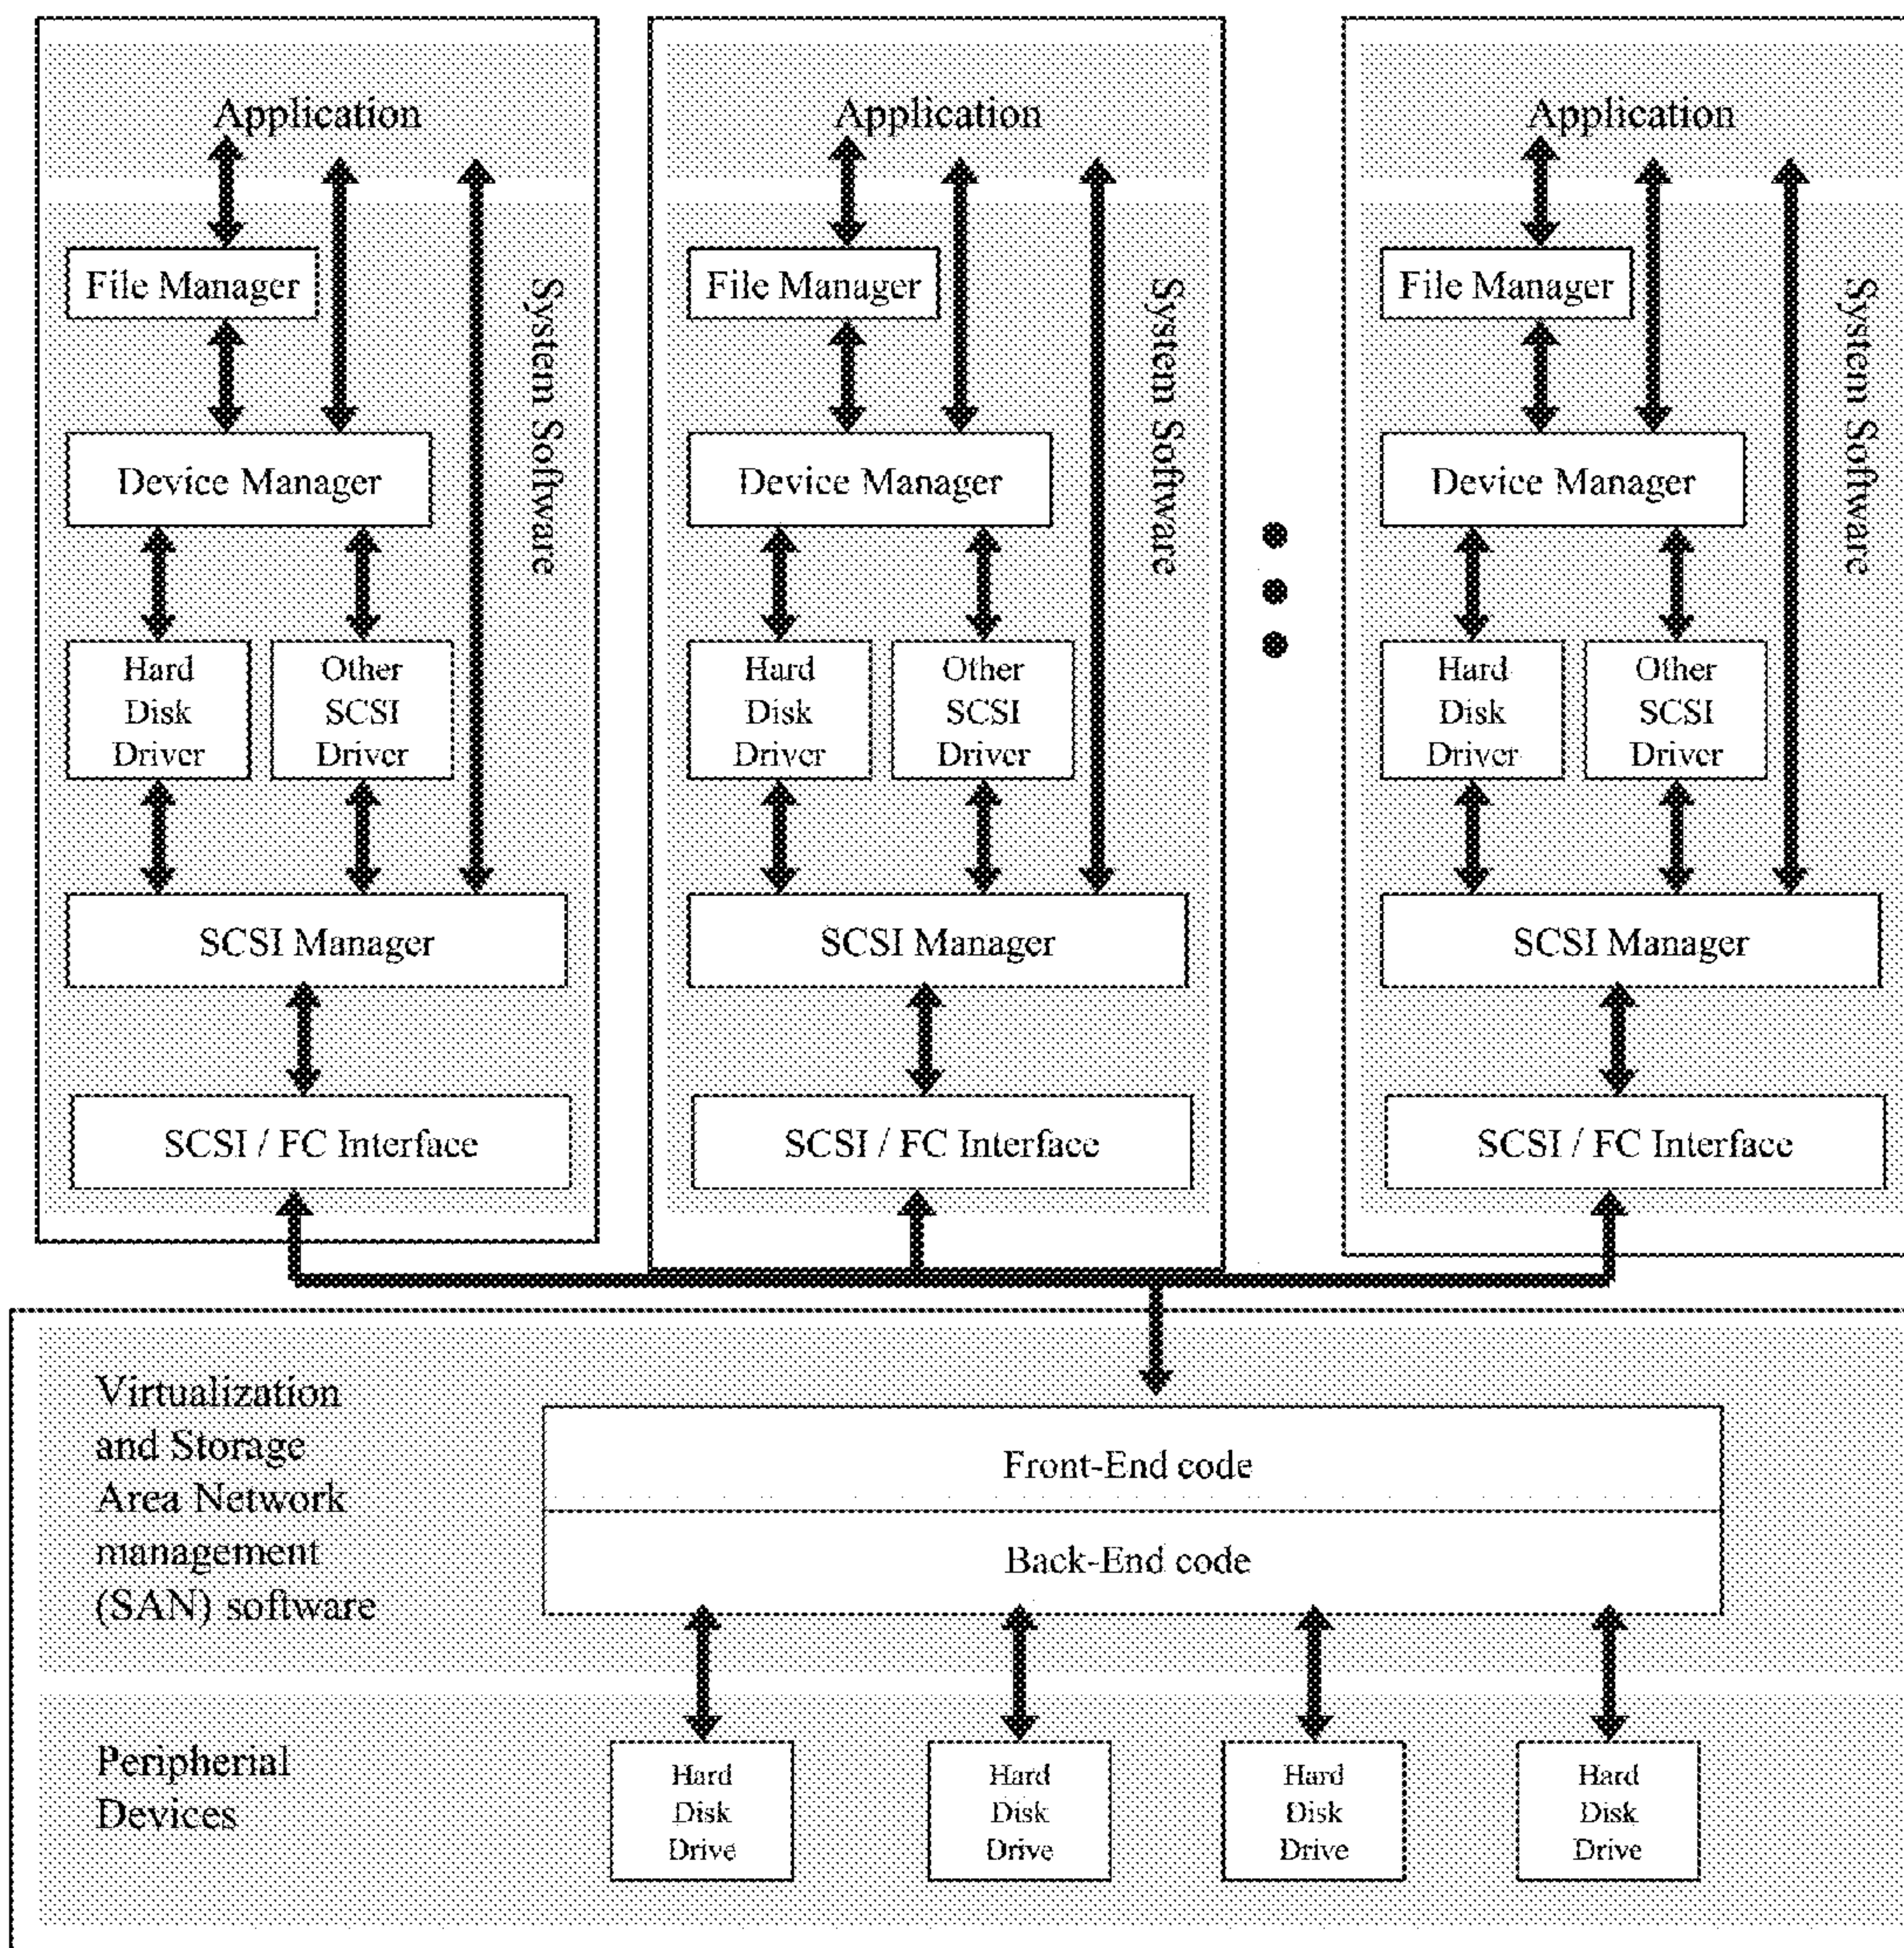 Application
File Manager
System Software
Device Manager
Hard
Disk
Driver
Other
SCSI
Driver
SCSI Manager
SCSI / FC Interface
Application
File Manager
System Software
Device Manager
Hard
Disk
Driver
Other
SCSI
Driver
SCSI Manager
SCSI / FC Interface
Application
File Manager
System Software
Device Manager
Hard
Disk
Driver
Other
SCSI
Driver
SCSI Manager
SCSI / FC Interface
Virtualization
and Storage
Area Network
management
(SAN) software
Front-End code
Back-End code
Peripherial
Devices
Hard
Disk
Drive
Hard
Disk
Drive
Hard
Disk
Drive
Hard
Disk
Drive